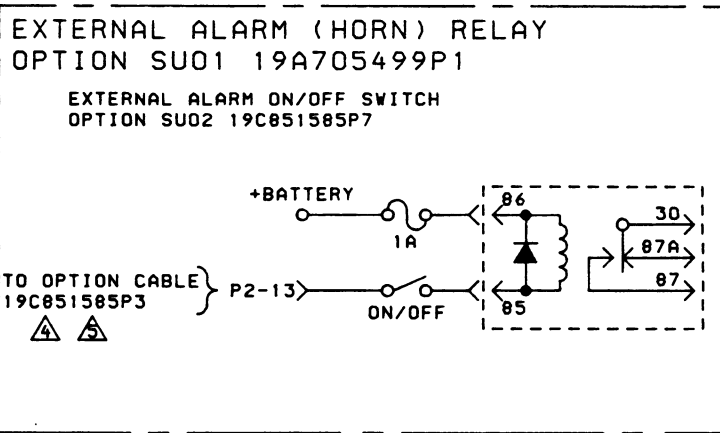 EXTERNAL ALARM (HORN) RELAY
OPTION SU01 19A705499P1
EXTERNAL ALARM ON/OFF SWITCH
OPTION SU02 19C851585P7
+BATTERY
1A
86
30
87A
87
85
TO OPTION CABLE
19C851585P3
P2-13
ON/OFF
4 5